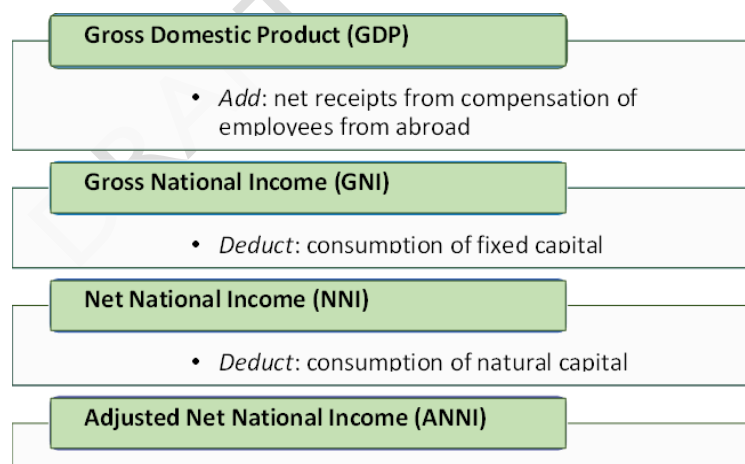 Gross Domestic Product (GDP)
• Add: net receipts from compensation of
employees from abroad
Gross National Income (GNI)
• Deduct: consumption of fixed capital
Net National Income (NNI)
• Deduct: consumption of natural capital
Adjusted Net National Income (ANNI)